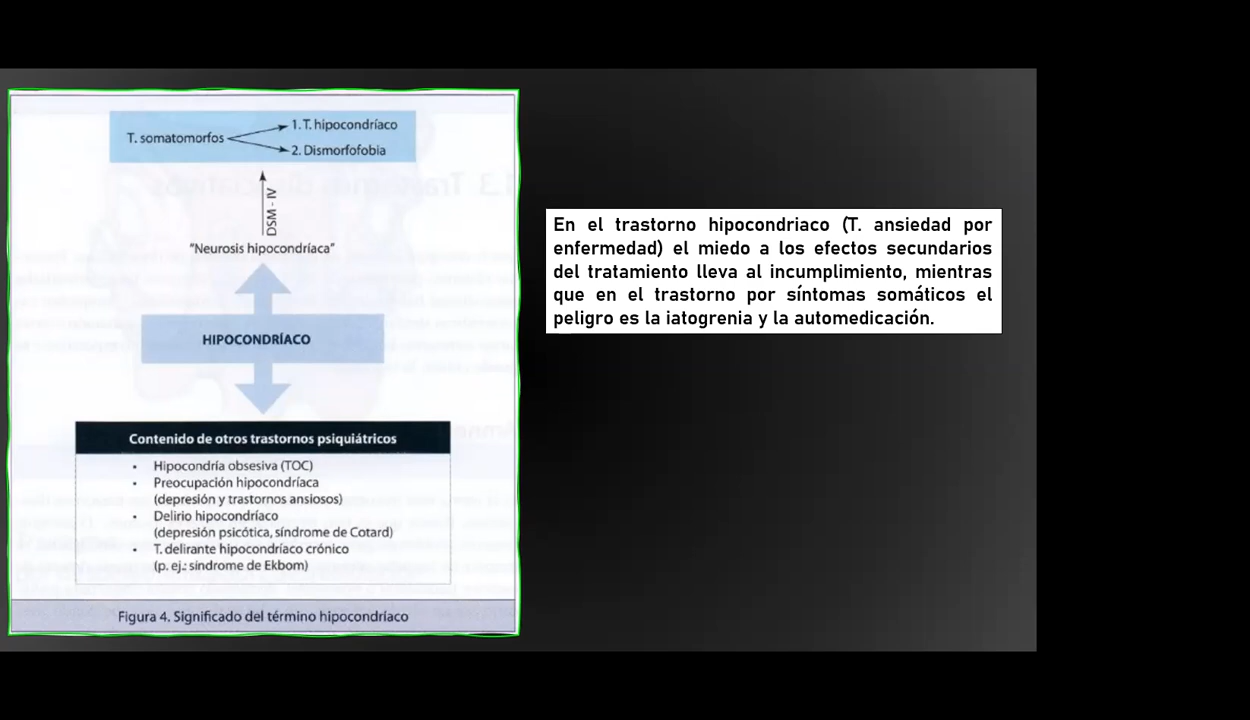 T. somatomorfos
1. T. hipocondríaco
2. Dismorfofobia
DSM - IV
"Neurosis hipocondríaca"
HIPOCONDRÍACO
Contenido de otros trastornos psiquiátricos
• Hipocondría obsesiva (TOC)
• Preocupación hipocondríaca
(depresión y trastornos ansiosos)
• Delirio hipocondríaco
(depresión psicótica, síndrome de Cotard)
• T. delirante hipocondríaco crónico
(p. ej.: síndrome de Ekbom)
Figura 4. Significado del término hipocondríaco
En el trastorno hipocondriaco (T. ansiedad por
enfermedad) el miedo a los efectos secundarios
del tratamiento lleva al incumplimiento, mientras
que en el trastorno por síntomas somáticos el
peligro es la iatogrenia y la automedicación.